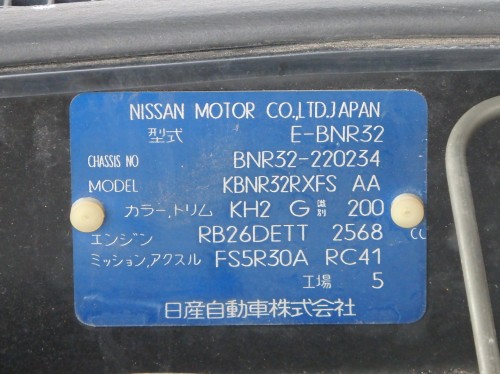 NISSAN MOTOR CO.,LTD.JAPAN
型式 E-BNR32
CHASSIS NO BNR32-220234
MODEL KBNR32RXFS AA
カラー,トリム KH2 G 識別 200
エンジン RB26DETT 2568 CC
ミッション,アクスル FS5R30A RC41
工場 5
日産自動車株式会社